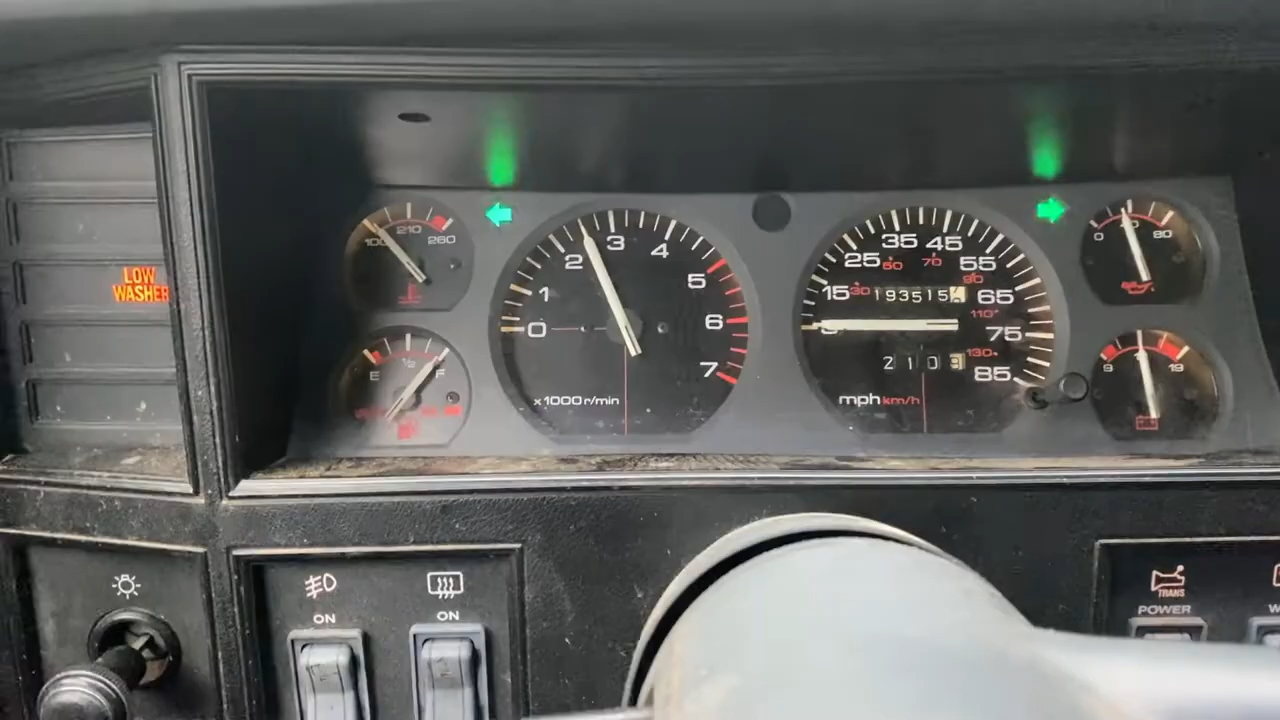 LOW
WASHER
100 210 260
E 1/2 F
0 1 2 3 4 5 6 7
x1000 r/min
15 25 35 45 55 65 75 85
30 50 70 90 110 130
193515
2109
mph km/h
0 40 80
9 19
ON
ON
TRANS
POWER